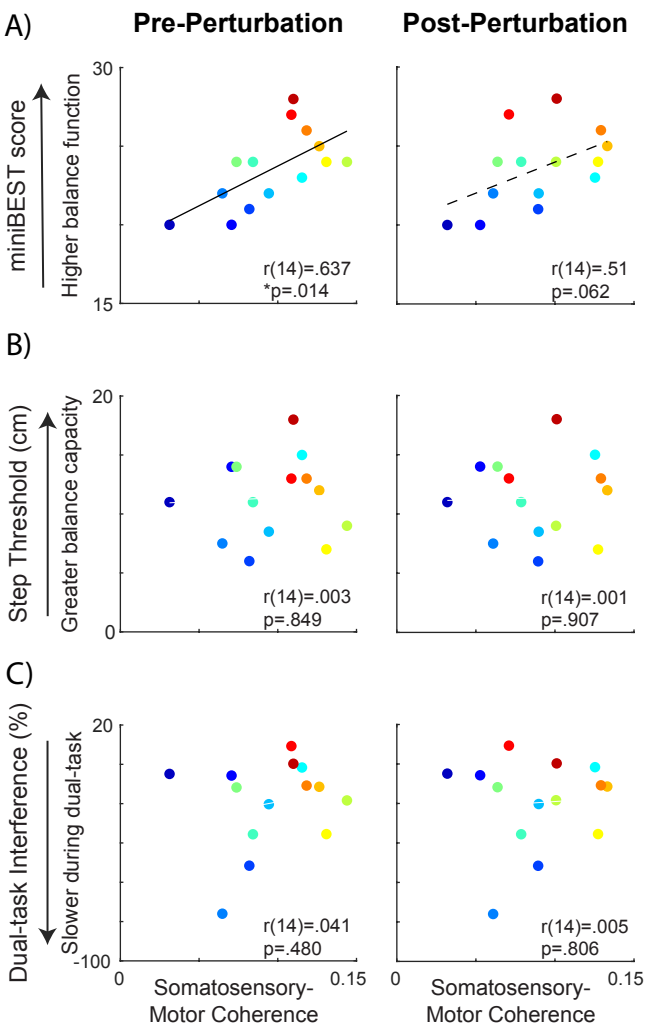 A)
Pre-Perturbation
Post-Perturbation
miniBEST score
Higher balance function
30
15
r(14)=.637
*p=.014
r(14)=.51
p=.062
B)
Step Threshold (cm)
Greater balance capacity
20
0
r(14)=.003
p=.849
r(14)=.001
p=.907
C)
Dual-task Interference (%)
Slower during dual-task
20
-100
r(14)=.041
p=.480
r(14)=.005
p=.806
0
0.15
0
0.15
Somatosensory-
Motor Coherence
Somatosensory-
Motor Coherence